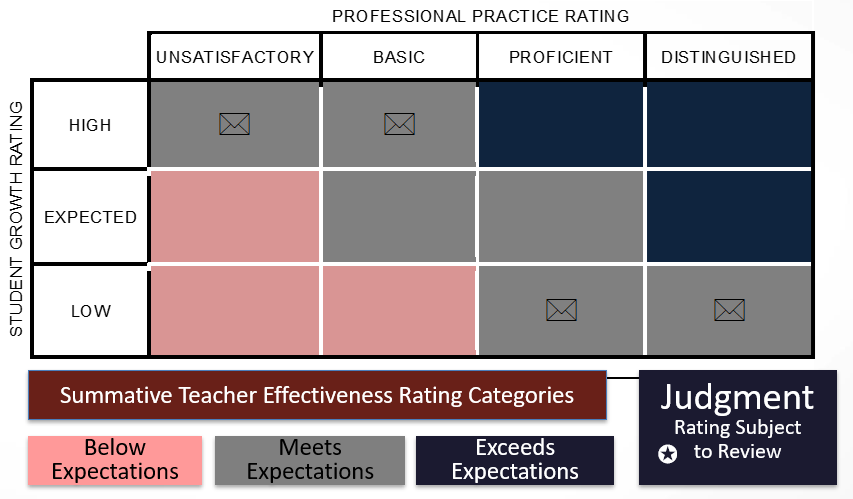 PROFESSIONAL PRACTICE RATING
UNSATISFACTORY BASIC PROFICIENT DISTINGUISHED
STUDENT GROWTH RATING
HIGH
EXPECTED
LOW
Summative Teacher Effectiveness Rating Categories
Judgment
Rating Subject
to Review
Below
Expectations
Meets
Expectations
Exceeds
Expectations